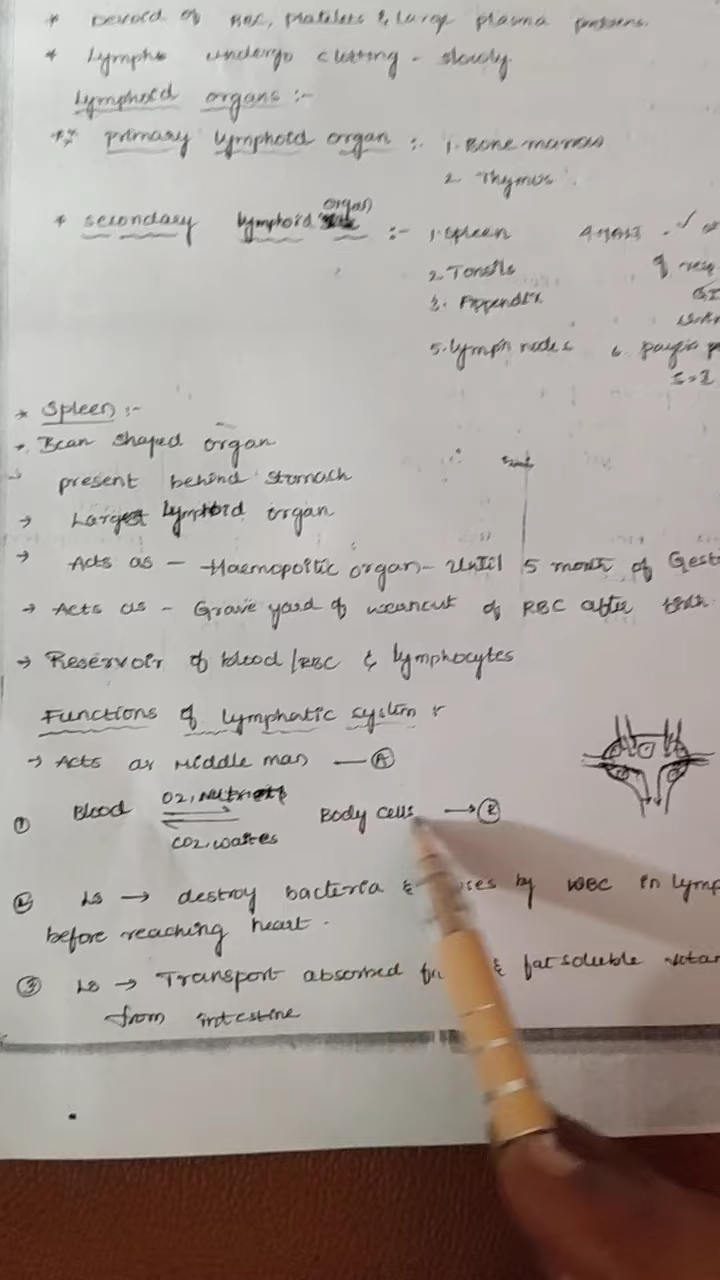 * Devoid of RBC, platelets & large plasma proteins.
* Lympho undergo clotting - slowly
Lymphoid organs :-
** primary lymphoid organ :- 1. Bone marrow
2. Thymus.
* secondary lymphoid organ :- 1. Spleen
2. Tonsils
3. Appendix
5. Lymph nodes 6.
* Spleen :-
Bean shaped organ
→ present behind stomach
→ Largest lymphoid organ
→ Acts as - Haemopoitic organ - Until 5 month of
→ Acts as - Grave yard of of RBC after
→ Reservoir of blood/RBC & lymphocytes
Functions of lymphatic system :-
→ Acts as Middle man — A
① Blood O2, Nutrients Body cells →
CO2, wastes
② LS → destroy bacteria & by WBC in
before reaching heart.
③ LS → Transport absorbed & fat soluble
from intestine